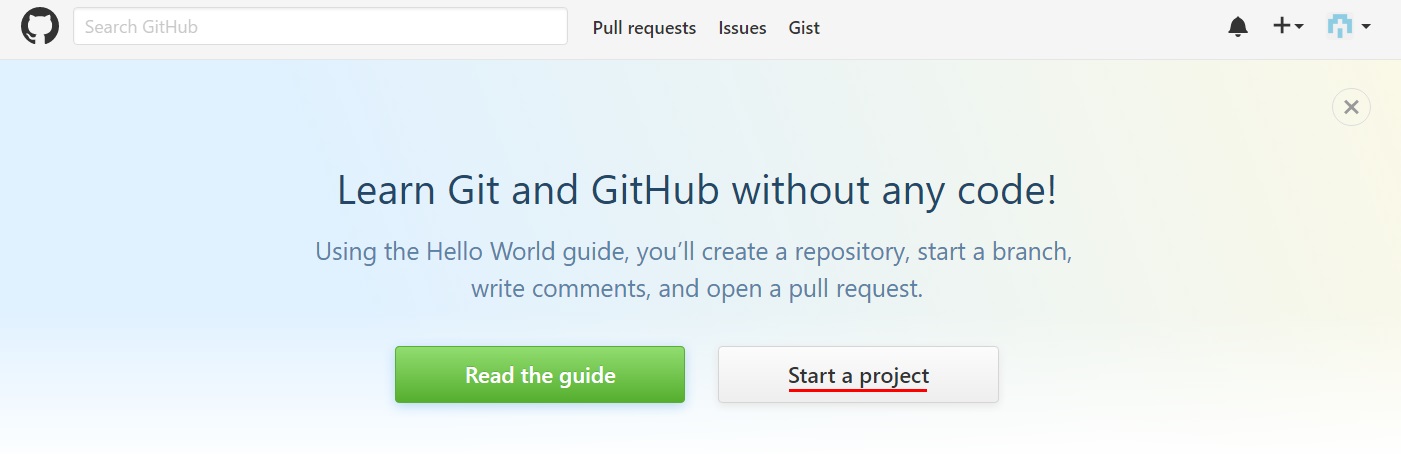 Search GitHub Pull requests Issues Gist
Learn Git and GitHub without any code!
Using the Hello World guide, you’ll create a repository, start a branch,
write comments, and open a pull request.
Read the guide Start a project